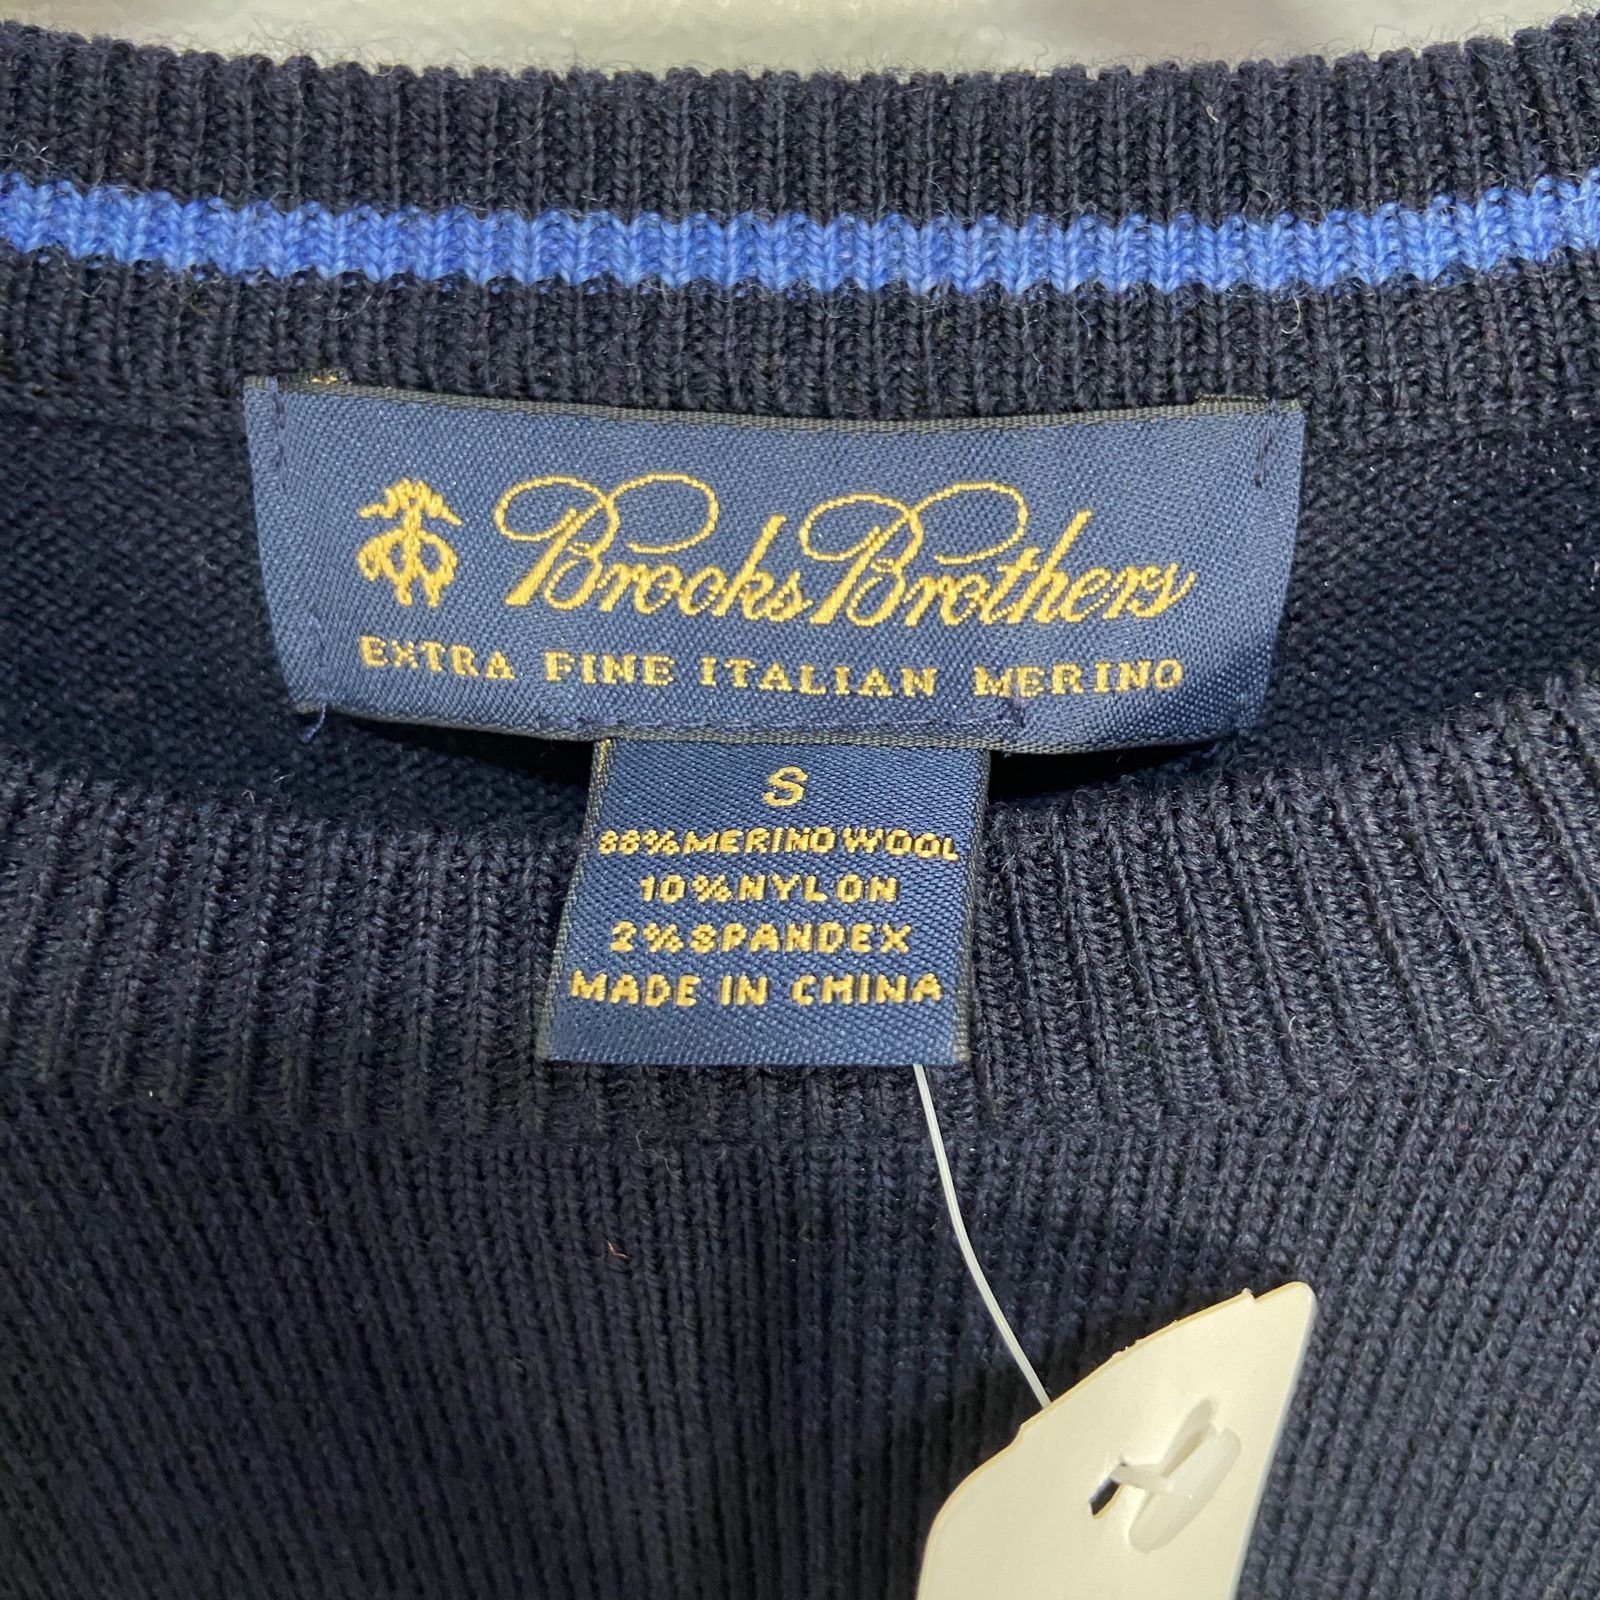 Brooks Brothers
EXTRA FINE ITALIAN MERINO
S
88% MERINO WOOL
10% NYLON
2% SPANDEX
MADE IN CHINA